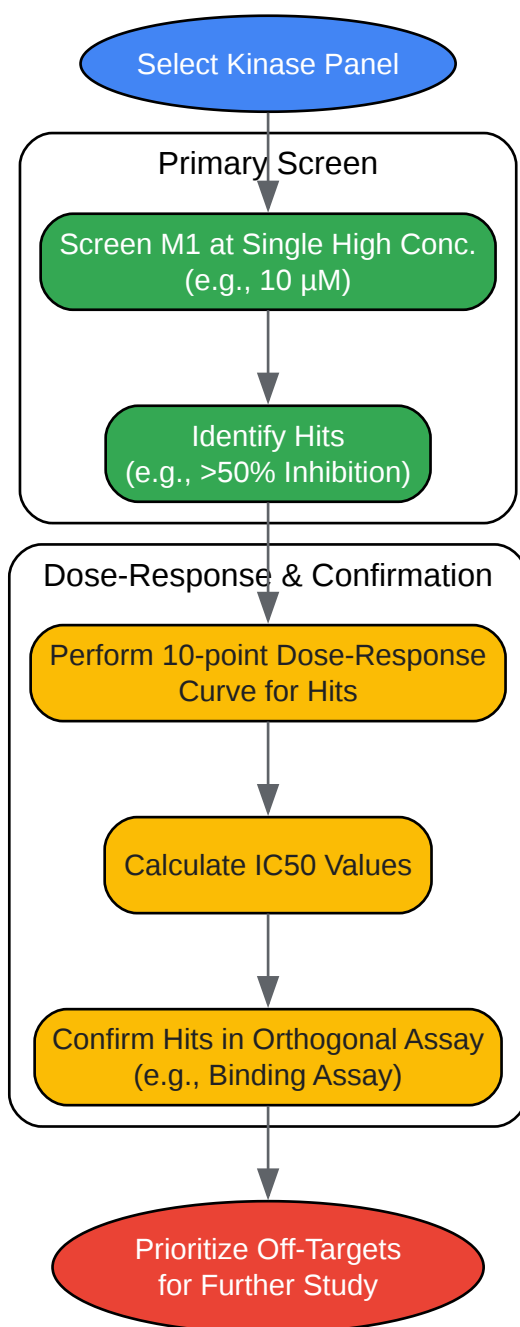 Select Kinase Panel
Primary Screen
Screen M1 at Single High Conc.
(e.g., 10 µM)
Identify Hits
(e.g., >50% Inhibition)
Dose-Response & Confirmation
Perform 10-point Dose-Response
Curve for Hits
Calculate IC50 Values
Confirm Hits in Orthogonal Assay
(e.g., Binding Assay)
Prioritize Off-Targets
for Further Study